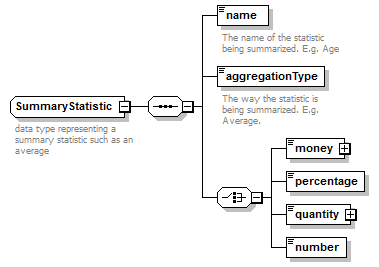 name
The name of the statistic
being summarized. E.g. Age
aggregationType
The way the statistic is
being summarized. E.g.
Average.
SummaryStatistic
data type representing a
summary statistic such as an
average
money
percentage
quantity
number